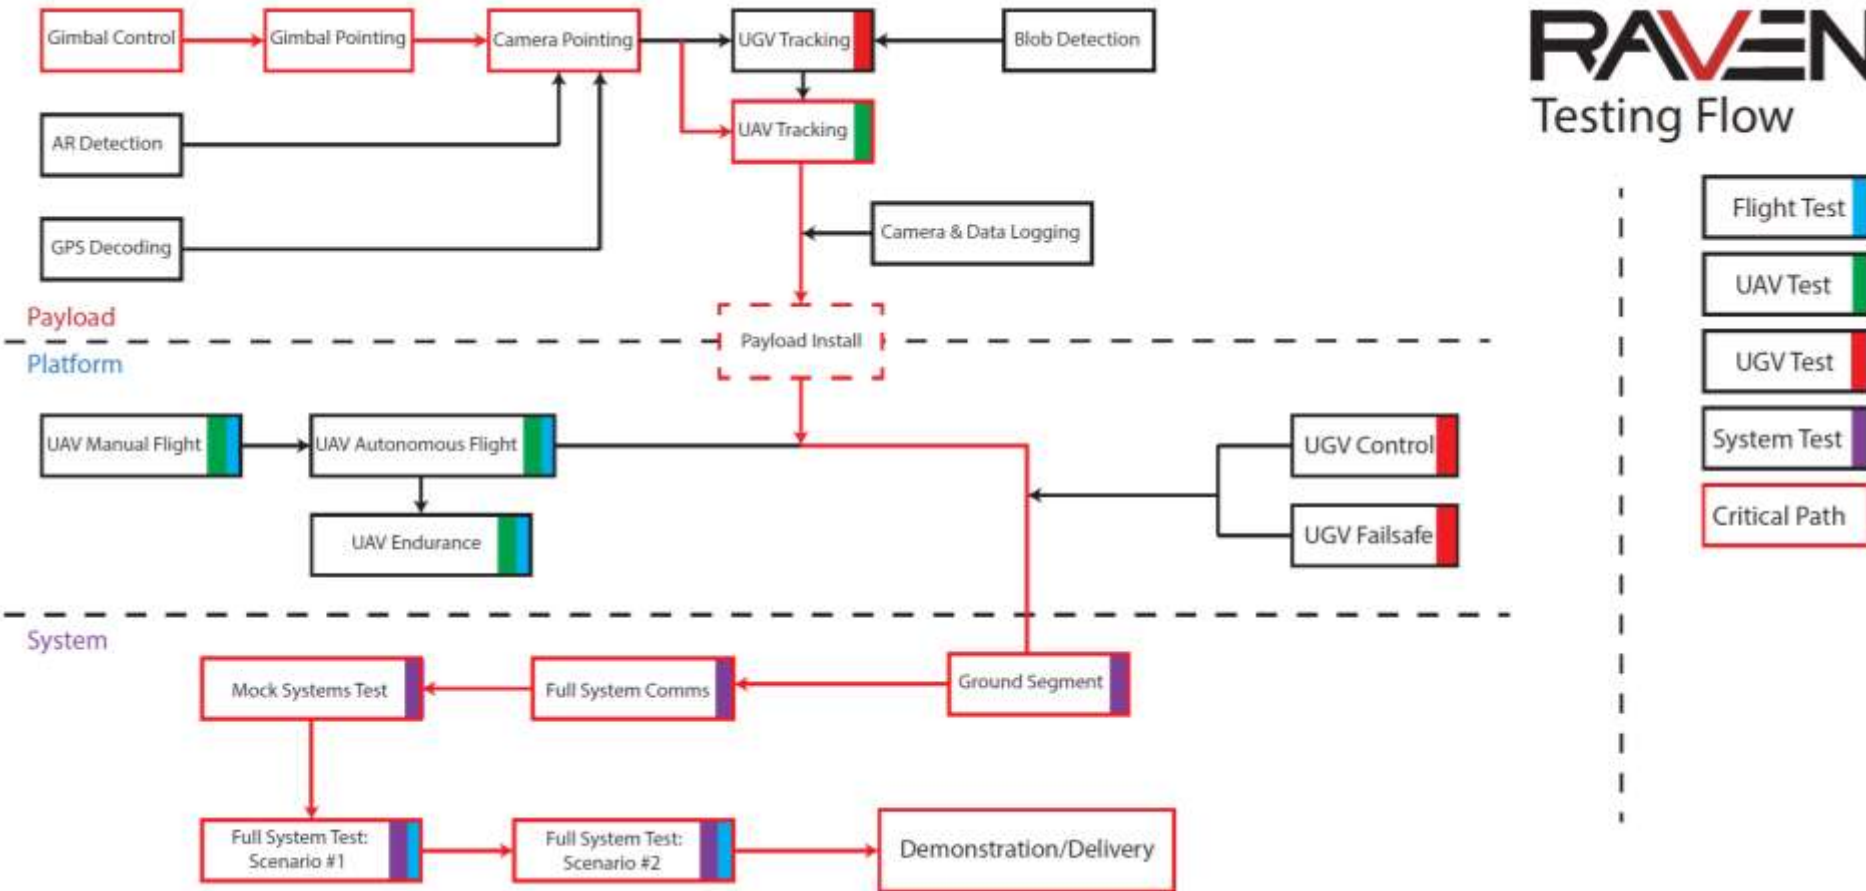 Gimbal Control
Gimbal Pointing
Camera Pointing
UGV Tracking
Blob Detection
RAVEN
Testing Flow
AR Detection
UAV Tracking
GPS Decoding
Camera & Data Logging
Flight Test
UAV Test
UGV Test
System Test
Critical Path
Payload
Payload Install
Platform
UAV Manual Flight
UAV Autonomous Flight
UGV Control
UAV Endurance
UGV Failsafe
System
Mock Systems Test
Full System Comms
Ground Segment
Full System Test:
Scenario #1
Full System Test:
Scenario #2
Demonstration/Delivery